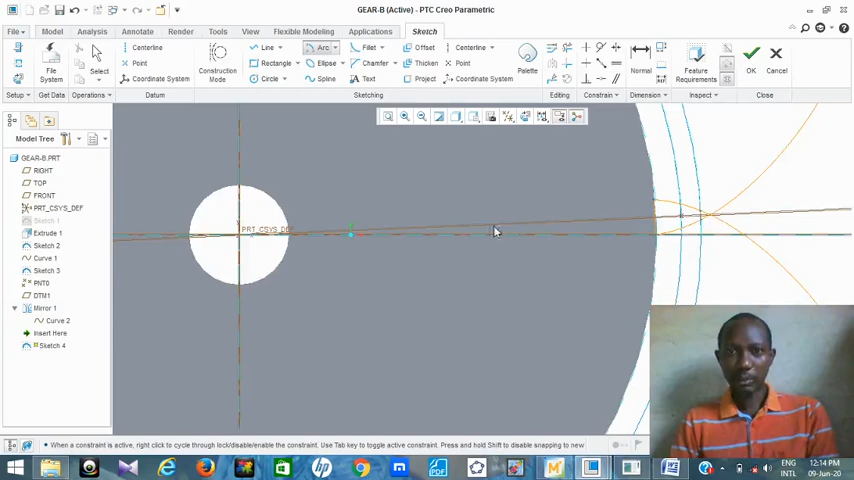 GEAR-B (Active) - PTC Creo Parametric
File Model Analysis Annotate Render Tools View Flexible Modeling Applications Sketch
File System
Select
Centerline
Point
Coordinate System
Construction Mode
Line
Rectangle
Circle
Arc
Ellipse
Spline
Fillet
Chamfer
Text
Offset
Thicken
Project
Centerline
Point
Coordinate System
Palette
Normal
Feature Requirements
OK
Cancel
Setup Operations Datum Sketching Editing Constrain Dimension Inspect Close
Model Tree
GEAR-B.PRT
RIGHT
TOP
FRONT
PRT_CSYS_DEF
Sketch 1
Extrude 1
Sketch 2
Curve 1
Sketch 3
PNT0
DTM1
Mirror 1
Curve 2
Insert Here
Sketch 4
PRT_CSYS_DEF
When a constraint is active, right click to cycle through lock/disable/enable the constraint. Use Tab key to toggle active constraint. Press and hold Shift to disable snapping to new
ENG
INTL
12:14 PM
09-Jun-20